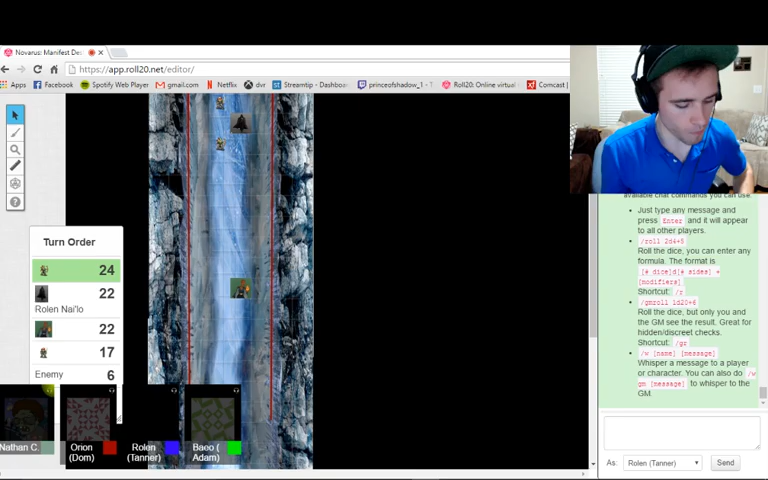 Novarus: Manifest De
https://app.roll20.net/editor/
Apps Facebook Spotify Web Player gmail.com Netflix dvr Streamtip - Dashbo princeofshadow_1 - T Roll20: Online virtual Comcast
available chat commands you can use.
Just type any message and
press Enter and it will appear
to all other players.
/roll 2d4+5
Roll the dice, you can enter any
formula. The format is
[# dice]d[# sides] +
[modifiers]
Shortcut: /r
/gmroll 1d20+6
Roll the dice, but only you and
the GM see the result. Great for
hidden/discreet checks.
Shortcut: /gr
/w [name] [message]
Whisper a message to a player
or character. You can also do /w
gm [message] to whisper to the
GM
Turn Order
24
22
Rolen Nai'lo
22
17
Enemy 6
Nathan C.
Orion
(Dom)
Rolen
(Tanner)
Baeo (
Adam)
As: Rolen (Tanner) Send